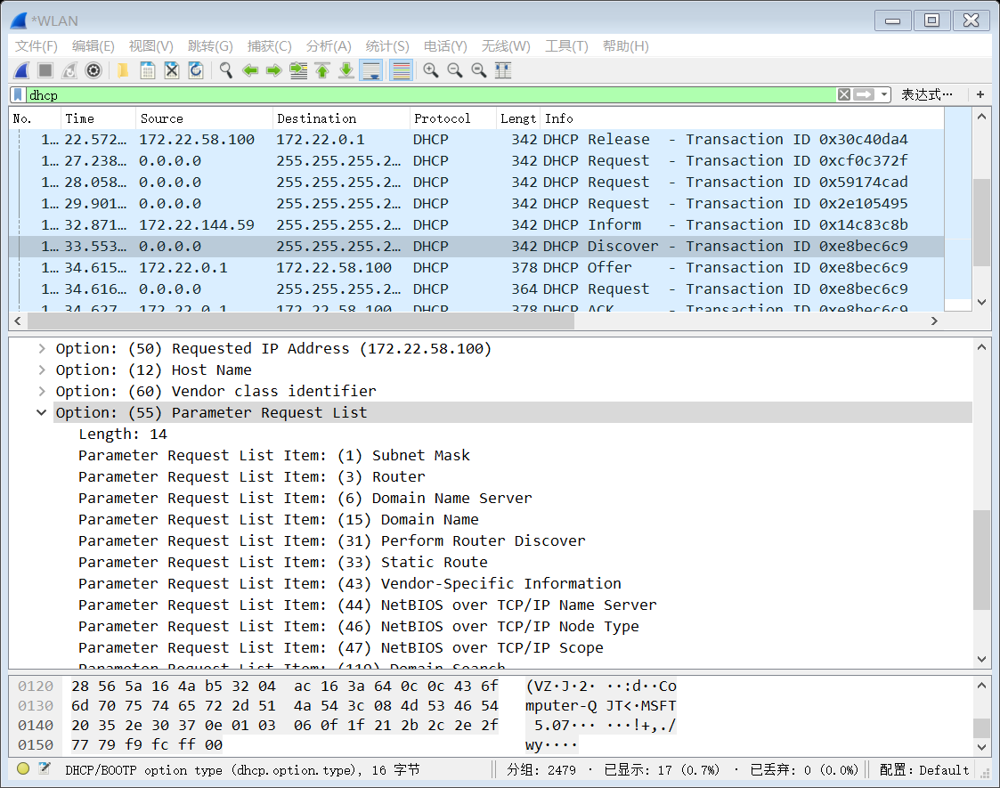 *WLAN
文件(F) 编辑(E) 视图(V) 跳转(G) 捕获(C) 分析(A) 统计(S) 电话(Y) 无线(W) 工具(T) 帮助(H)
dhcp 表达式… +
No. Time Source Destination Protocol Lengt Info
1… 22.572… 172.22.58.100 172.22.0.1 DHCP 342 DHCP Release - Transaction ID 0x30c40da4
1… 27.238… 0.0.0.0 255.255.255.2… DHCP 342 DHCP Request - Transaction ID 0xcf0c372f
1… 28.058… 0.0.0.0 255.255.255.2… DHCP 342 DHCP Request - Transaction ID 0x59174cad
1… 29.901… 0.0.0.0 255.255.255.2… DHCP 342 DHCP Request - Transaction ID 0x2e105495
1… 32.871… 172.22.144.59 255.255.255.2… DHCP 342 DHCP Inform - Transaction ID 0x14c83c8b
1… 33.553… 0.0.0.0 255.255.255.2… DHCP 342 DHCP Discover - Transaction ID 0xe8bec6c9
1… 34.615… 172.22.0.1 172.22.58.100 DHCP 378 DHCP Offer - Transaction ID 0xe8bec6c9
1… 34.616… 0.0.0.0 255.255.255.2… DHCP 364 DHCP Request - Transaction ID 0xe8bec6c9
1… 34.627… 172.22.0.1 172.22.58.100 DHCP 378 DHCP ACK - Transaction ID 0xe8bec6c9
Option: (50) Requested IP Address (172.22.58.100)
Option: (12) Host Name
Option: (60) Vendor class identifier
Option: (55) Parameter Request List
Length: 14
Parameter Request List Item: (1) Subnet Mask
Parameter Request List Item: (3) Router
Parameter Request List Item: (6) Domain Name Server
Parameter Request List Item: (15) Domain Name
Parameter Request List Item: (31) Perform Router Discover
Parameter Request List Item: (33) Static Route
Parameter Request List Item: (43) Vendor-Specific Information
Parameter Request List Item: (44) NetBIOS over TCP/IP Name Server
Parameter Request List Item: (46) NetBIOS over TCP/IP Node Type
Parameter Request List Item: (47) NetBIOS over TCP/IP Scope
Parameter Request List Item: (119) Domain Search
0120 28 56 5a 16 4a b5 32 04 ac 16 3a 64 0c 0c 43 6f (VZ·J·2· ··:d··Co
0130 6d 70 75 74 65 72 2d 51 4a 54 3c 08 4d 53 46 54 mputer-Q JT<·MSFT
0140 20 35 2e 30 37 0e 01 03 06 0f 1f 21 2b 2c 2e 2f 5.07··· ···!+,./
0150 77 79 f9 fc ff 00 wy····
DHCP/BOOTP option type (dhcp.option.type), 16 字节 分组: 2479 · 已显示: 17 (0.7%) · 已丢弃: 0 (0.0%) 配置: Default